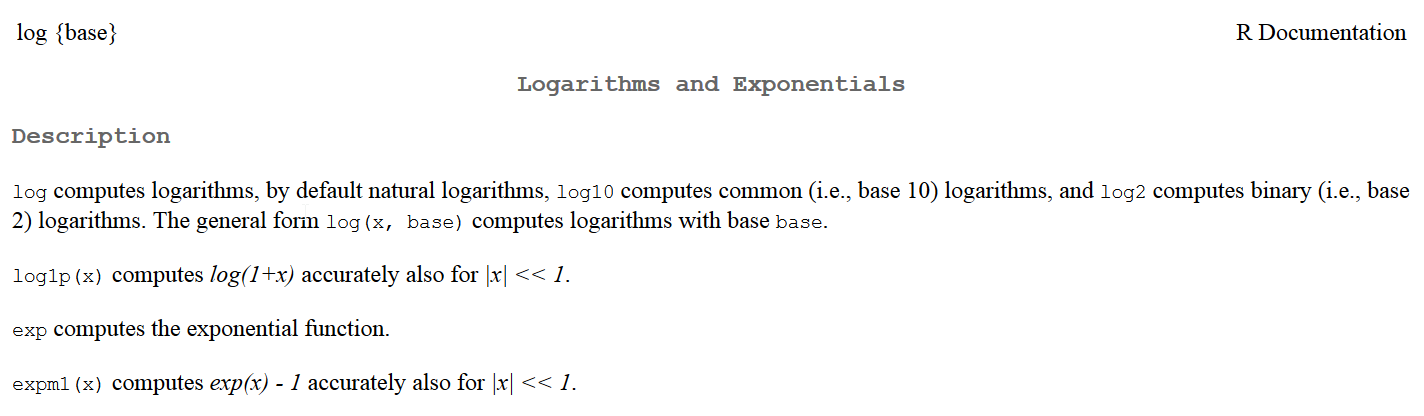 log {base} R Documentation
Logarithms and Exponentials
Description
log computes logarithms, by default natural logarithms, log10 computes common (i.e., base 10) logarithms, and log2 computes binary (i.e., base
2) logarithms. The general form log(x, base) computes logarithms with base base.
log1p(x) computes log(1+x) accurately also for |x| << 1.
exp computes the exponential function.
expm1(x) computes exp(x) - 1 accurately also for |x| << 1.